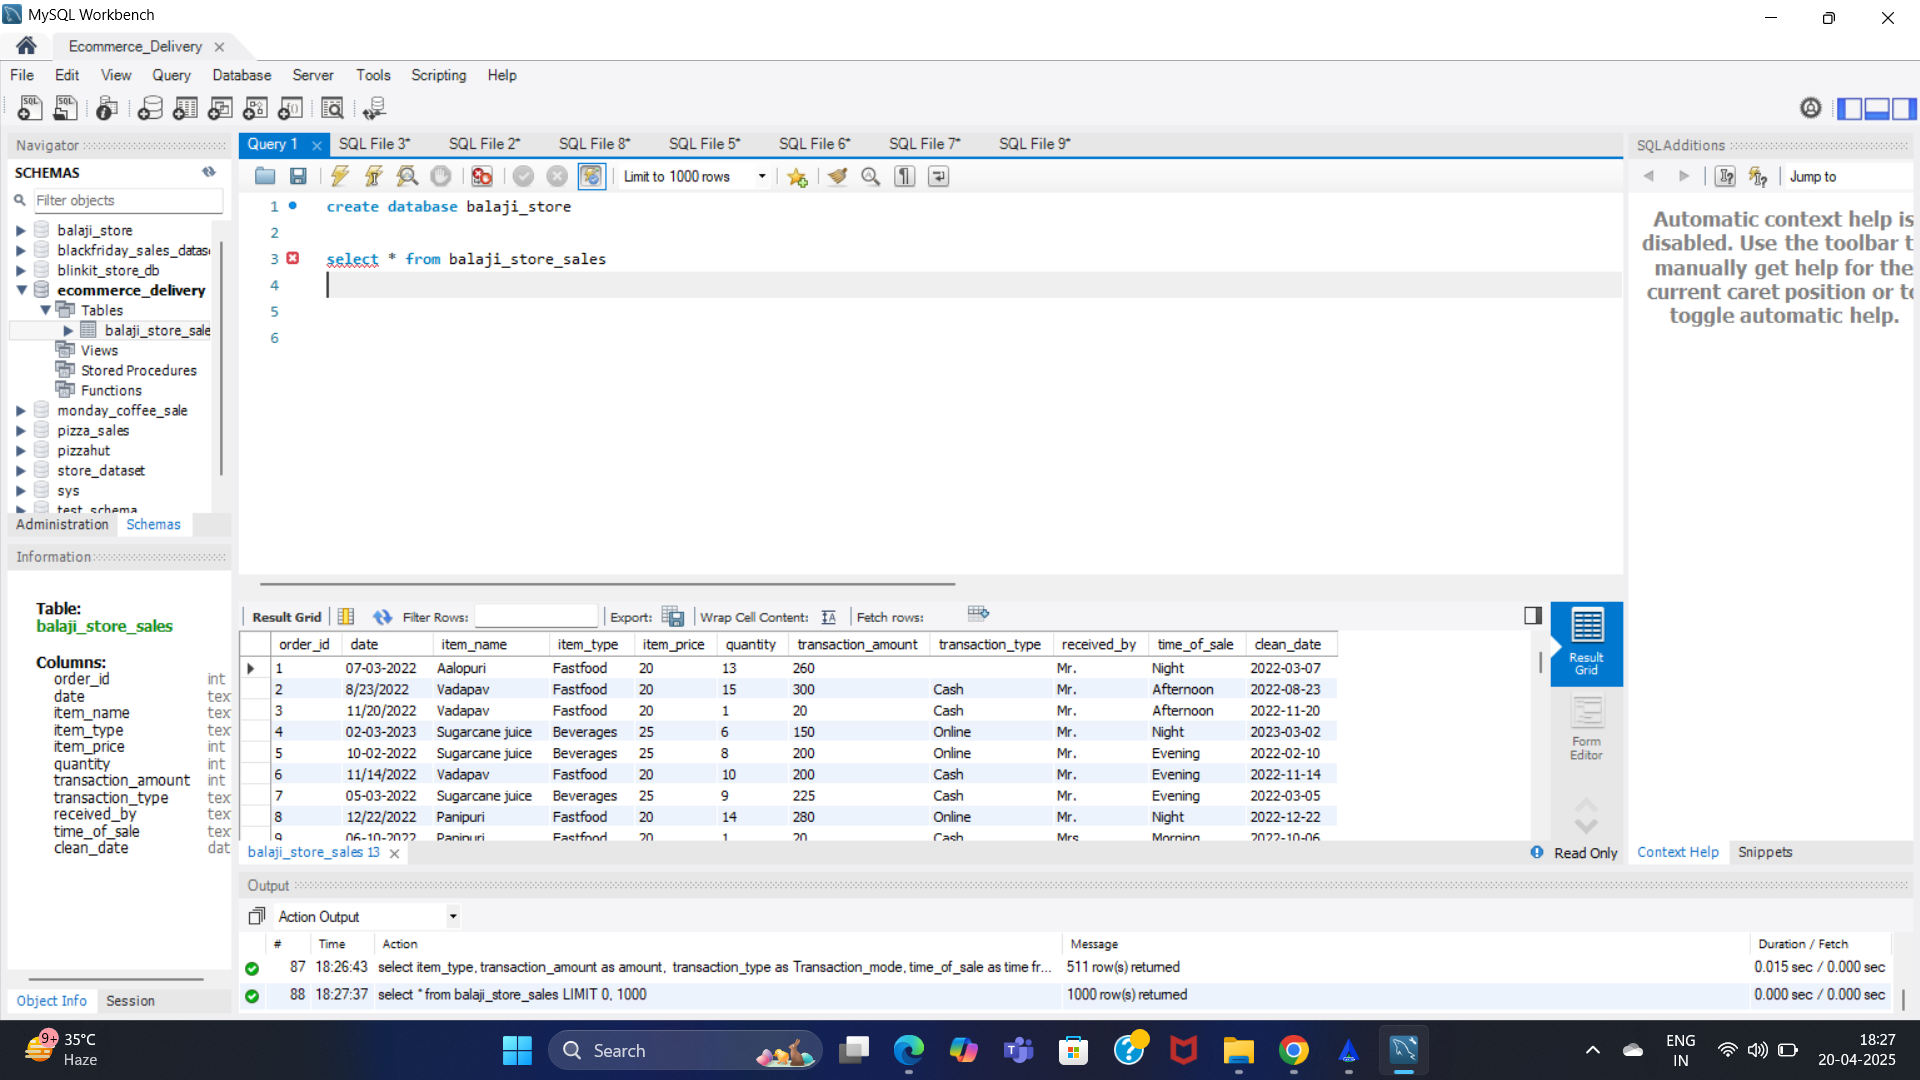 MySQL Workbench
Ecommerce_Delivery
File Edit View Query Database Server Tools Scripting Help
Navigator
SCHEMAS
Filter objects
balaji_store
blackfriday_sales_datas
blinkit_store_db
ecommerce_delivery
Tables
balaji_store_sale
Views
Stored Procedures
Functions
monday_coffee_sale
pizza_sales
pizzahut
store_dataset
sys
test_schema
Administration Schemas
Information
Table:
balaji_store_sales
Columns:
order_id int
date tex
item_name tex
item_type tex
item_price int
quantity int
transaction_amount int
transaction_type tex
received_by tex
time_of_sale tex
clean_date dat
Object Info Session
Query 1 SQL File 3* SQL File 2* SQL File 8* SQL File 5* SQL File 6* SQL File 7* SQL File 9*
Limit to 1000 rows
1 create database balaji_store
2
3 select * from balaji_store_sales
4
5
6
Result Grid Filter Rows: Export: Wrap Cell Content: Fetch rows:
order_id date item_name item_type item_price quantity transaction_amount transaction_type received_by time_of_sale clean_date
1 07-03-2022 Aalopuri Fastfood 20 13 260 Mr. Night 2022-03-07
2 8/23/2022 Vadapav Fastfood 20 15 300 Cash Mr. Afternoon 2022-08-23
3 11/20/2022 Vadapav Fastfood 20 1 20 Cash Mr. Afternoon 2022-11-20
4 02-03-2023 Sugarcane juice Beverages 25 6 150 Online Mr. Night 2023-03-02
5 10-02-2022 Sugarcane juice Beverages 25 8 200 Online Mr. Evening 2022-02-10
6 11/14/2022 Vadapav Fastfood 20 10 200 Cash Mr. Evening 2022-11-14
7 05-03-2022 Sugarcane juice Beverages 25 9 225 Cash Mr. Evening 2022-03-05
8 12/22/2022 Panipuri Fastfood 20 14 280 Online Mr. Night 2022-12-22
9 06-10-2022 Panipuri Fastfood 20 1 20 Cash Mrs. Morning 2022-10-06
Result
Grid
Form
Editor
balaji_store_sales 13
Read Only
SQLAdditions
Jump to
Automatic context help is
disabled. Use the toolbar t
manually get help for the
current caret position or to
toggle automatic help.
Context Help Snippets
Output
Action Output
# Time Action Message Duration / Fetch
87 18:26:43 select item_type, transaction_amount as amount, transaction_type as Transaction_mode, time_of_sale as time fr... 511 row(s) returned 0.015 sec / 0.000 sec
88 18:27:37 select * from balaji_store_sales LIMIT 0, 1000 1000 row(s) returned 0.000 sec / 0.000 sec
9+
35°C
Haze
Search
ENG
IN
18:27
20-04-2025